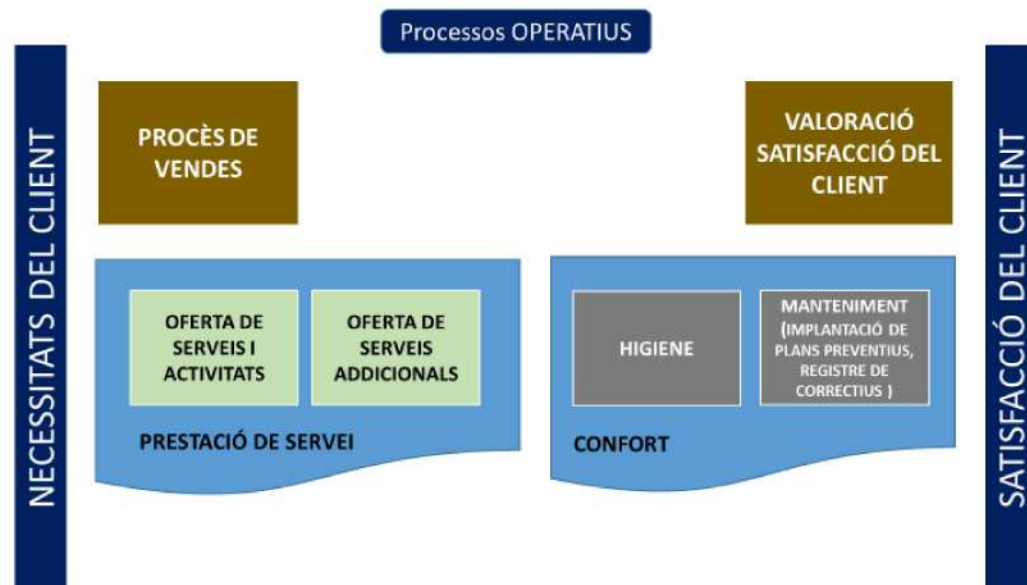 Processos OPERATIUS
NECESSITATS DEL CLIENT
PROCÈS DE
VENDES
VALORACIÓ
SATISFACCIÓ DEL
CLIENT
OFERTA DE
SERVEIS I
ACTIVITATS
OFERTA DE
SERVEIS
ADDICIONALS
PRESTACIÓ DE SERVEI
HIGIENE
MANTENIMENT
(IMPLANTACIÓ DE
PLANS PREVENTIUS,
REGISTRE DE
CORRECTIUS )
CONFORT
SATISFACCIÓ DEL CLIENT